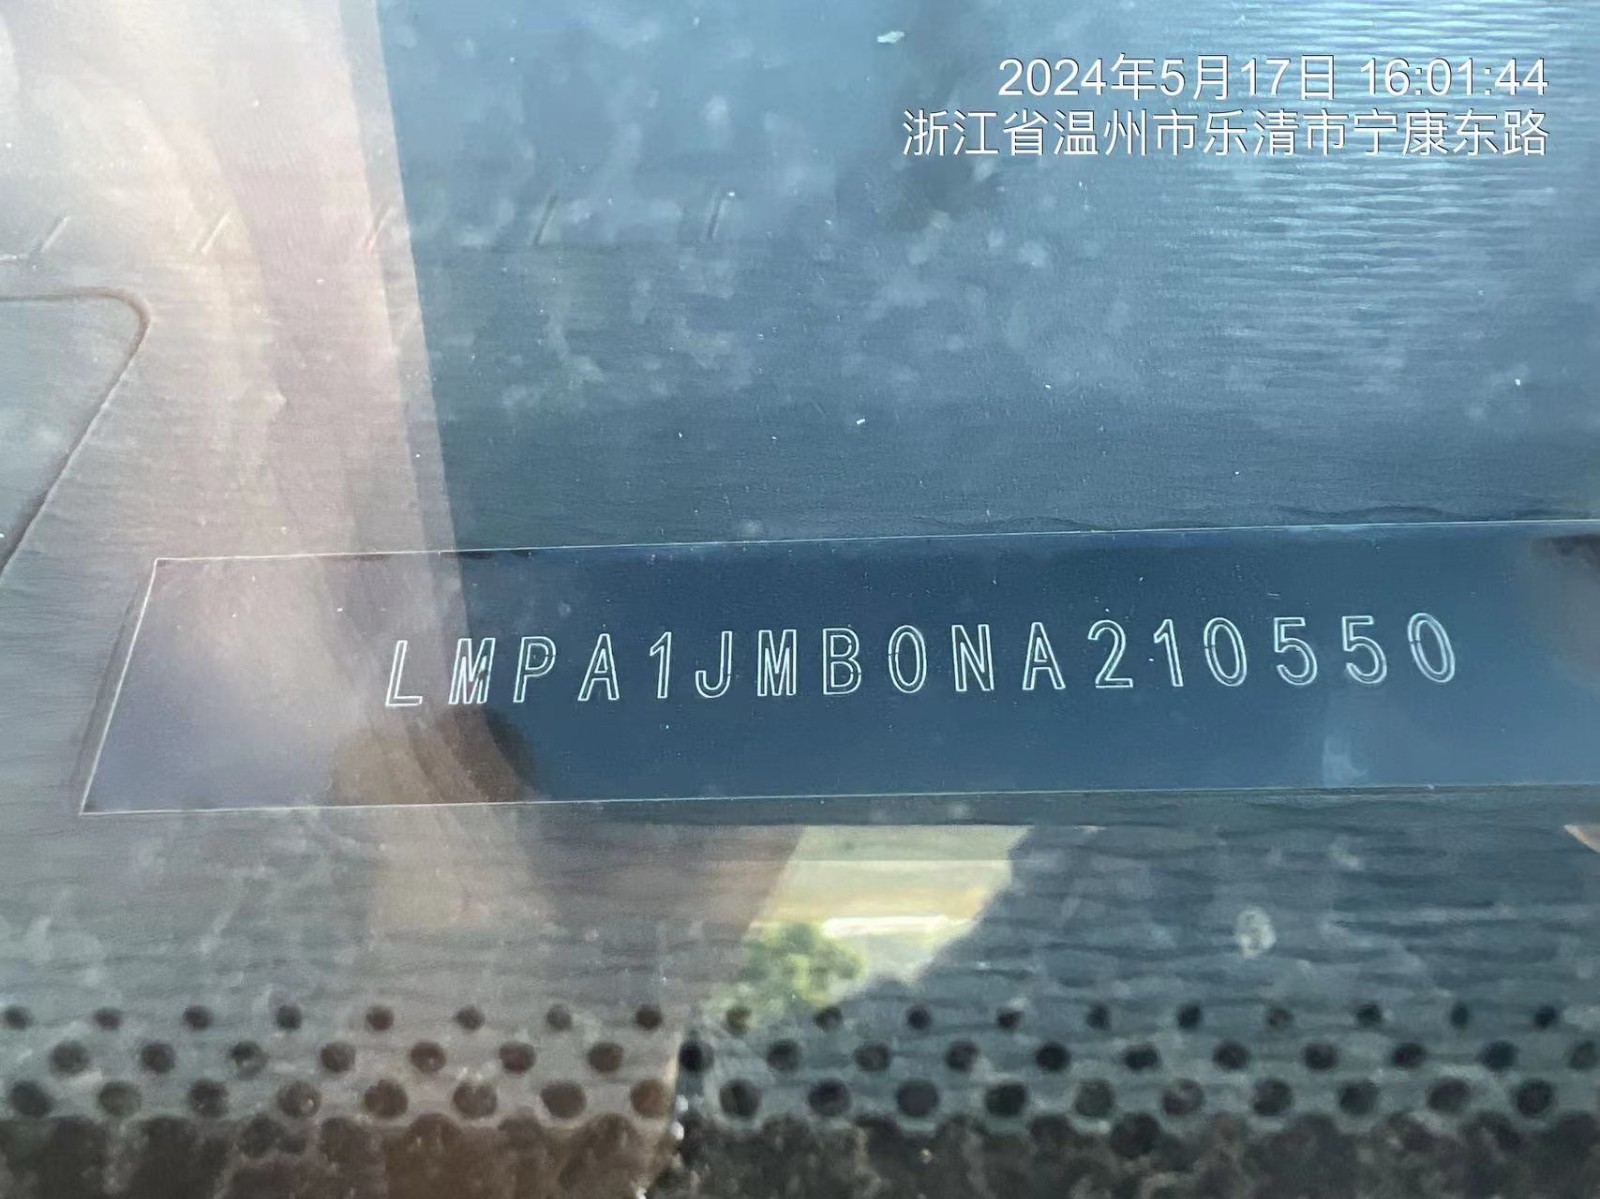 2024年5月17日 16:01:44
浙江省温州市乐清市宁康东路
LMPA1JMB0NA210550